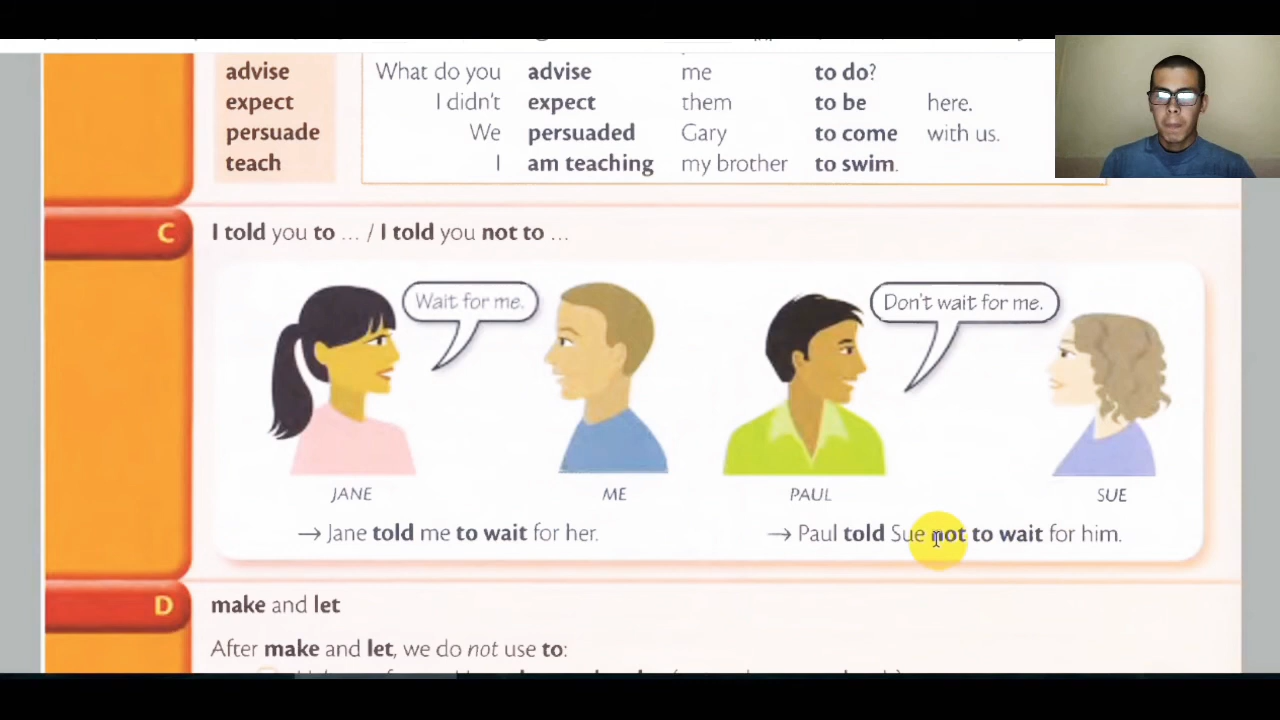 advise What do you advise me to do?
expect I didn't expect them to be here.
persuade We persuaded Gary to come with us.
teach I am teaching my brother to swim.
C I told you to ... / I told you not to ...
Wait for me. Don't wait for me.
JANE ME PAUL SUE
→ Jane told me to wait for her. → Paul told Sue not to wait for him.
D make and let
After make and let, we do not use to: